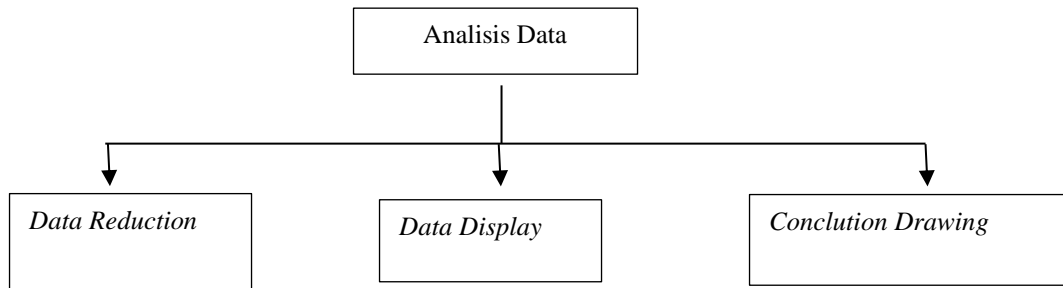 Analisis Data
Data Reduction
Data Display
Conclution Drawing